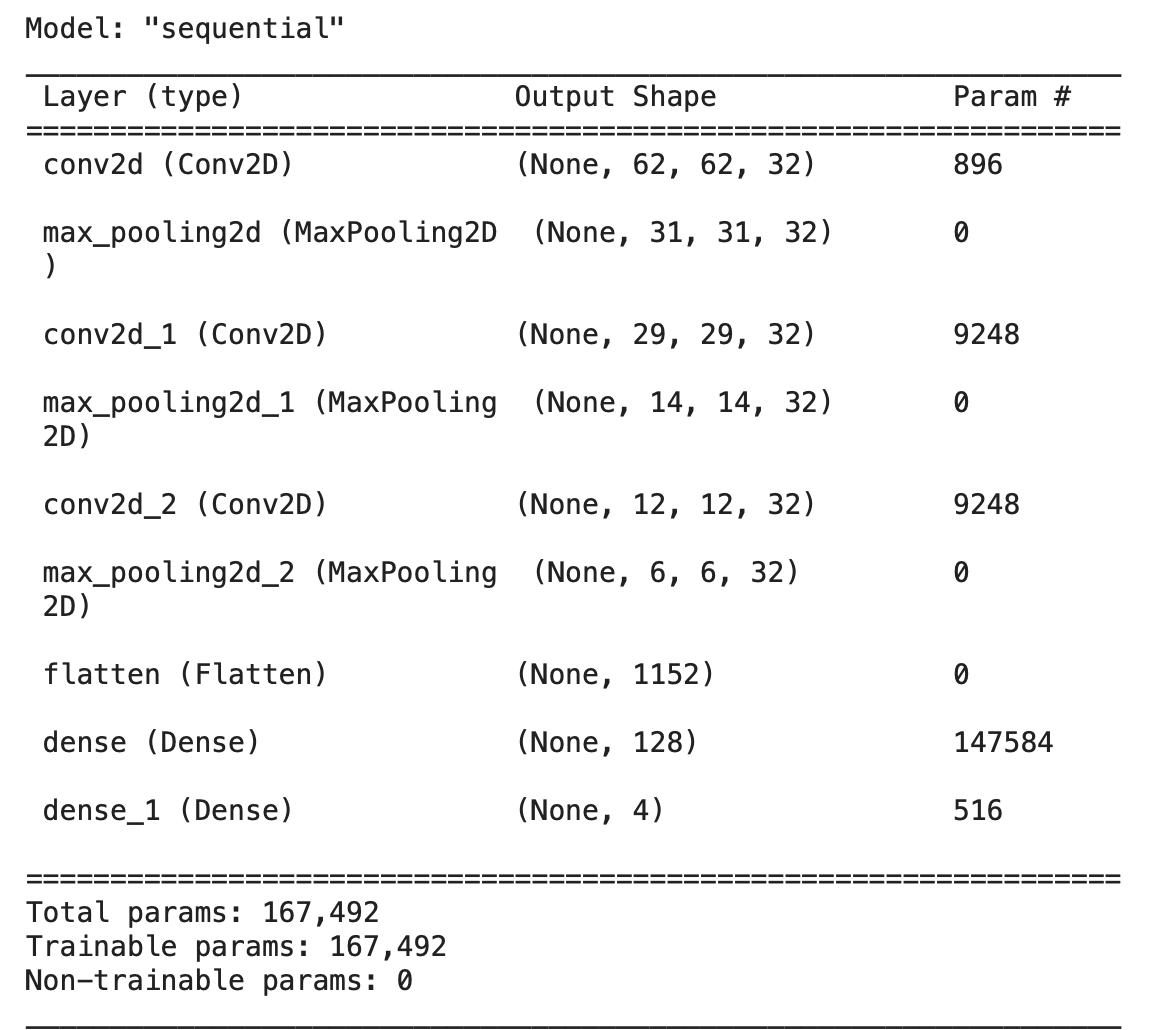 Model: "sequential"
Layer (type) Output Shape Param #
=================================================================
conv2d (Conv2D) (None, 62, 62, 32) 896
max_pooling2d (MaxPooling2D (None, 31, 31, 32) 0
)
conv2d_1 (Conv2D) (None, 29, 29, 32) 9248
max_pooling2d_1 (MaxPooling (None, 14, 14, 32) 0
2D)
conv2d_2 (Conv2D) (None, 12, 12, 32) 9248
max_pooling2d_2 (MaxPooling (None, 6, 6, 32) 0
2D)
flatten (Flatten) (None, 1152) 0
dense (Dense) (None, 128) 147584
dense_1 (Dense) (None, 4) 516
=================================================================
Total params: 167,492
Trainable params: 167,492
Non-trainable params: 0